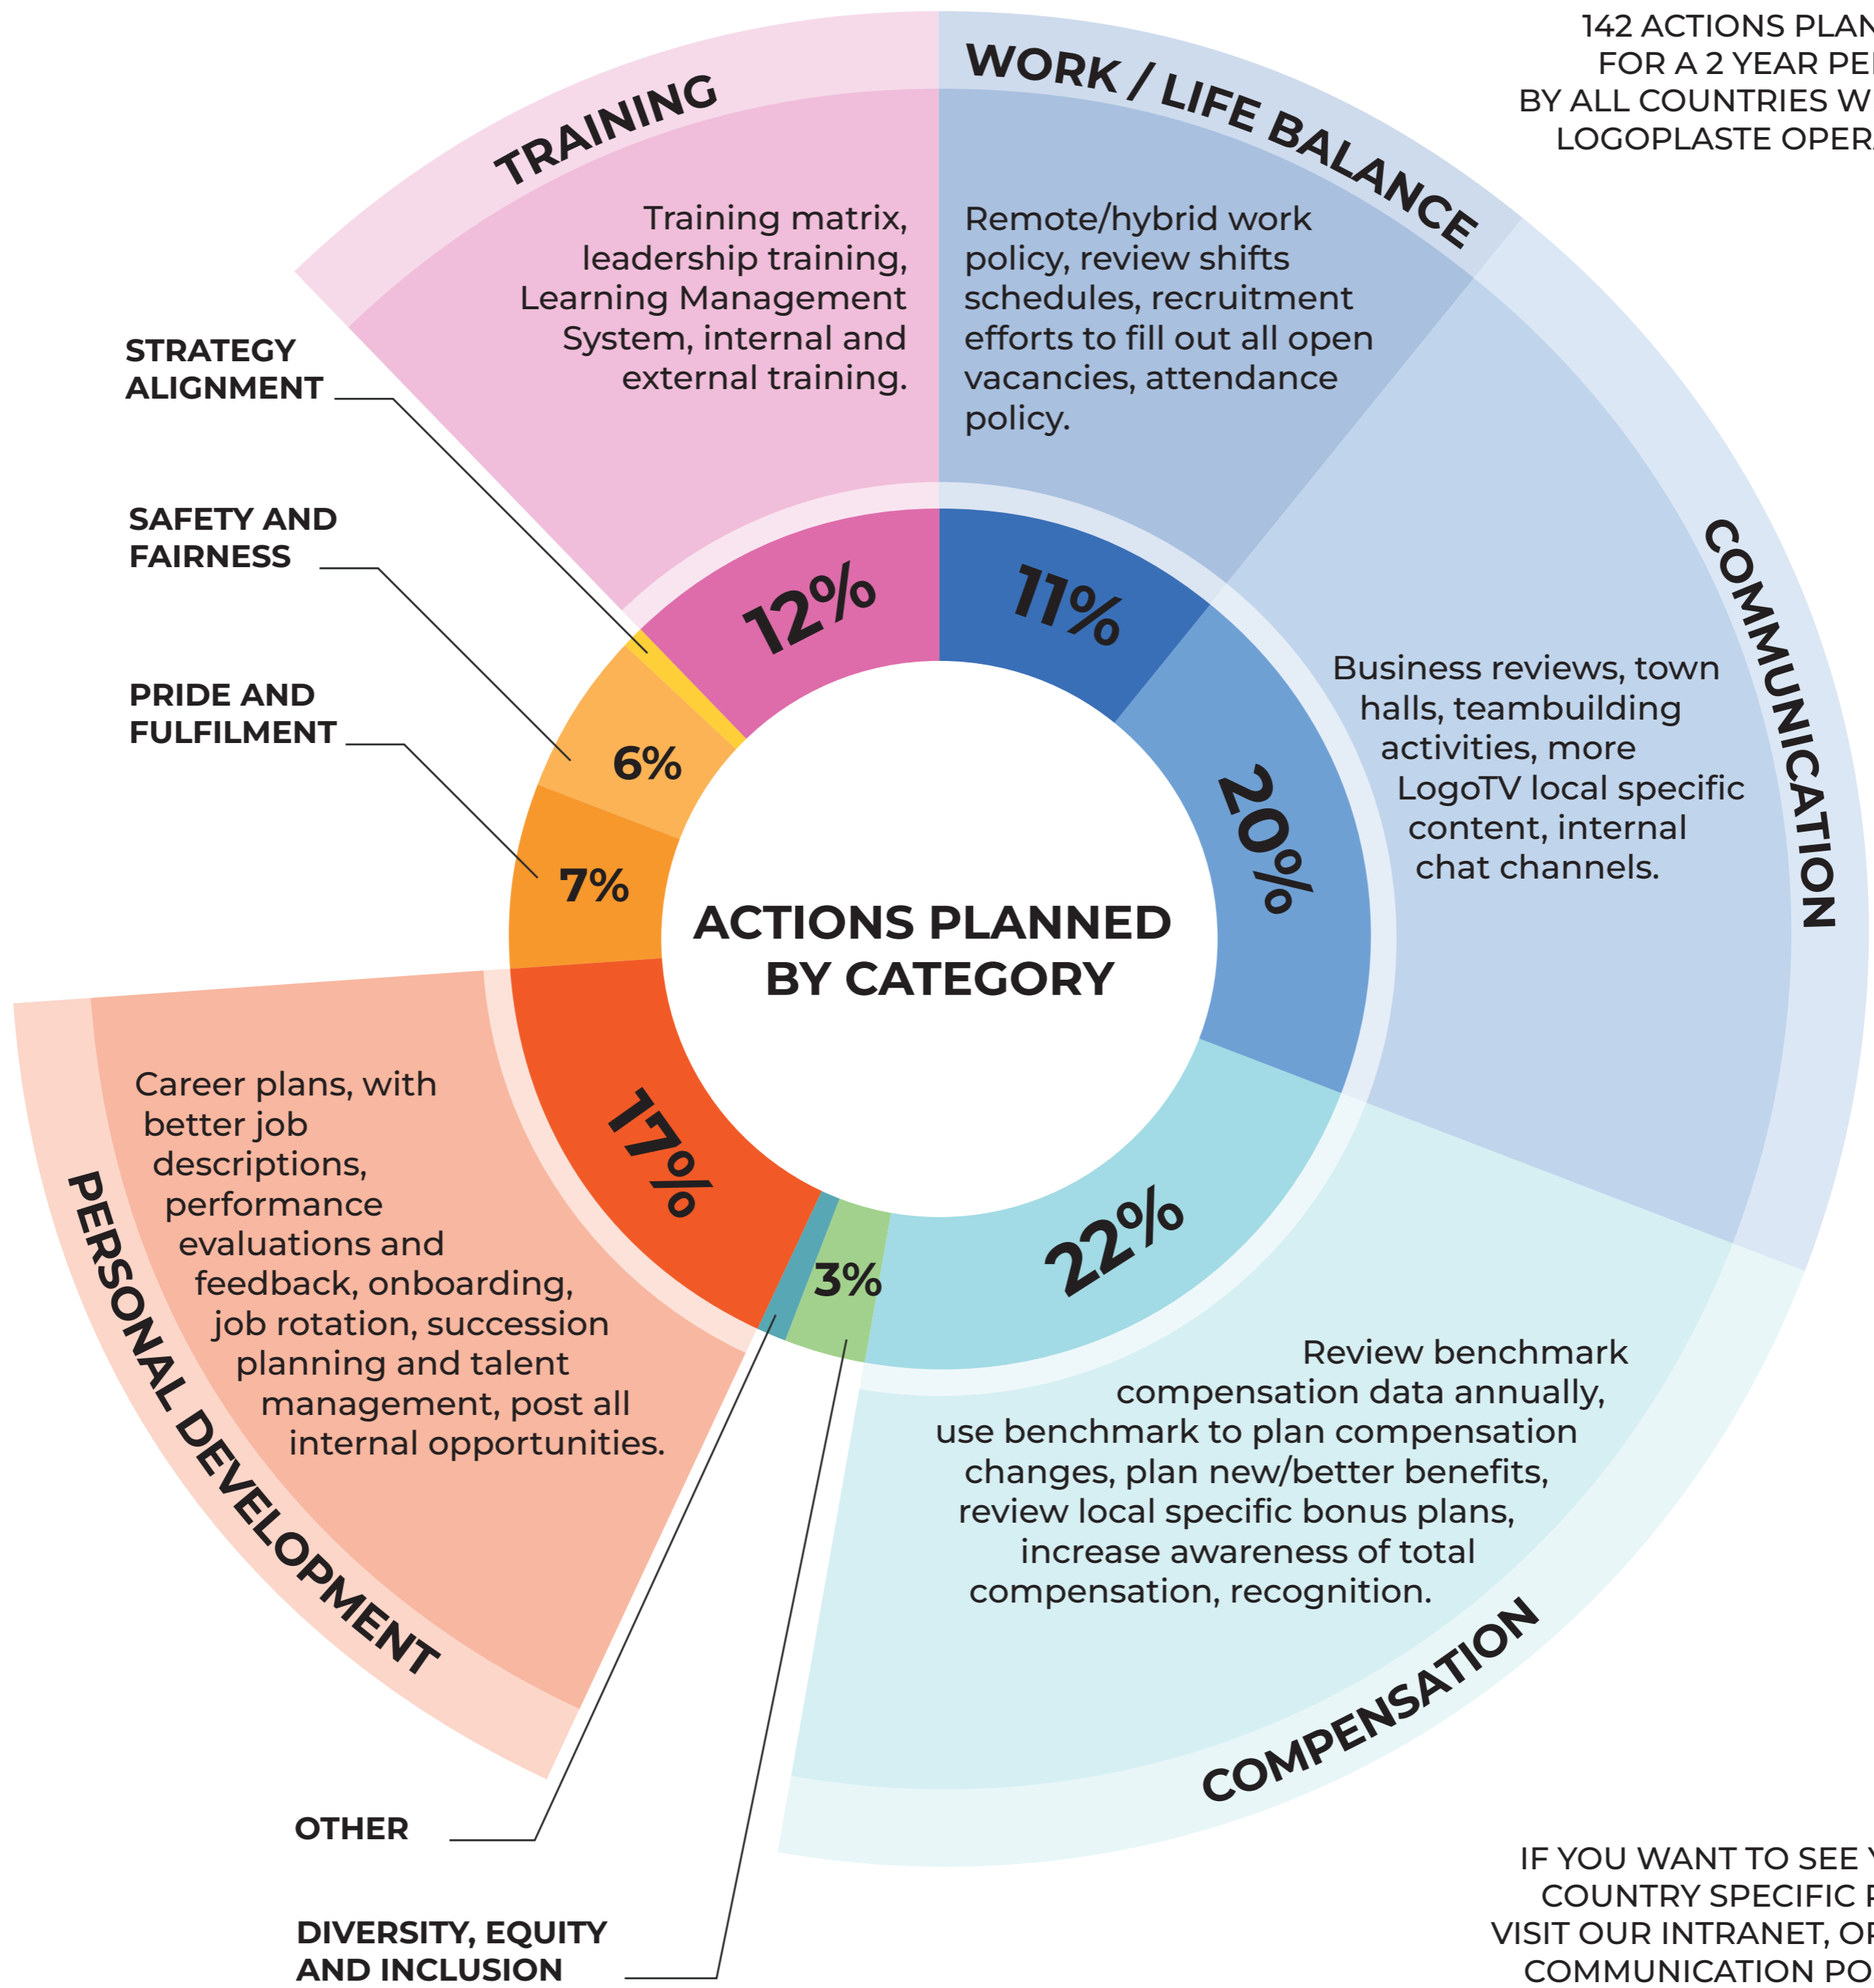 142 ACTIONS
FOR A 2 YEAR
BY ALL COUNTRIES
LOGOPLASTE
TRAINING
WORK / LIFE BALANCE
Training matrix,
leadership training,
Learning Management
System, internal and
external training.
Remote/hybrid work
policy, review shifts
schedules, recruitment
efforts to fill out all open
vacancies, attendance
policy.
STRATEGY
ALIGNMENT
SAFETY AND
FAIRNESS
PRIDE AND
FULFILMENT
COMMUNICATION
Business reviews, town
halls, teambuilding
activities, more
LogoTV local specific
content, internal
chat channels.
12%
11%
6%
20%
7%
ACTIONS PLANNED
BY CATEGORY
17%
3%
22%
Career plans, with
better job
descriptions,
performance
evaluations and
feedback, onboarding,
job rotation, succession
planning and talent
management, post all
internal opportunities.
PERSONAL DEVELOPMENT
Review benchmark
compensation data annually,
use benchmark to plan compensation
changes, plan new/better benefits,
review local specific bonus plans,
increase awareness of total
compensation, recognition.
COMPENSATION
OTHER
DIVERSITY, EQUITY
AND INCLUSION
IF YOU WANT TO SEE
COUNTRY SPECIFIC
VISIT OUR INTRANET,
COMMUNICATION